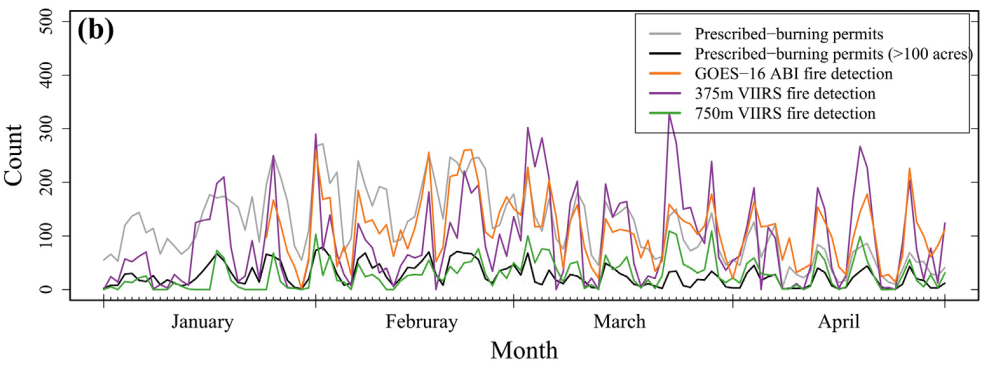 (b)
Prescribed−burning permits
Prescribed−burning permits (>100 acres)
GOES−16 ABI fire detection
375m VIIRS fire detection
750m VIIRS fire detection
500
400
300
200
100
0
Count
January
Februray
March
April
Month